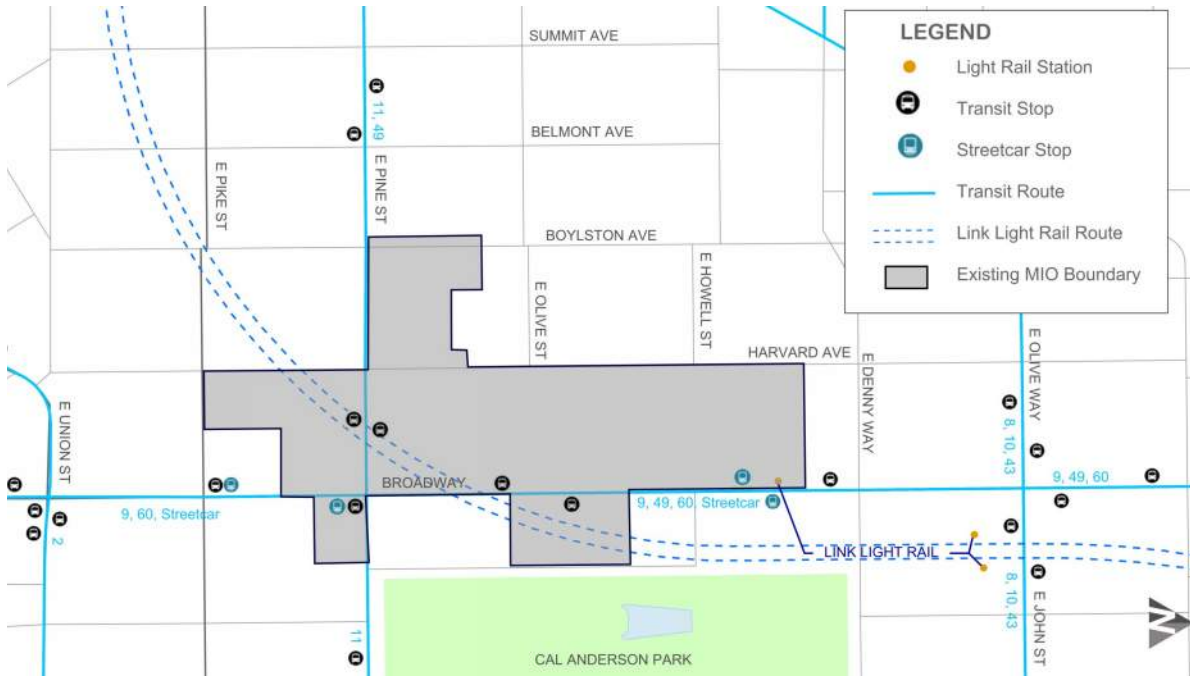 SUMMIT AVE
LEGEND
Light Rail Station
Transit Stop
Streetcar Stop
Transit Route
Link Light Rail Route
Existing MIO Boundary
11, 49
BELMONT AVE
E PIKE ST
E PINE ST
BOYLSTON AVE
E OLIVE ST
E HOWELL ST
HARVARD AVE
E DENNY WAY
E OLIVE WAY
E UNION ST
8, 10, 43
BROADWAY
9, 49, 60
9, 60, Streetcar
9, 49, 60, Streetcar
2
LINK LIGHT RAIL
8, 10, 43
E JOHN ST
11
N
CAL ANDERSON PARK